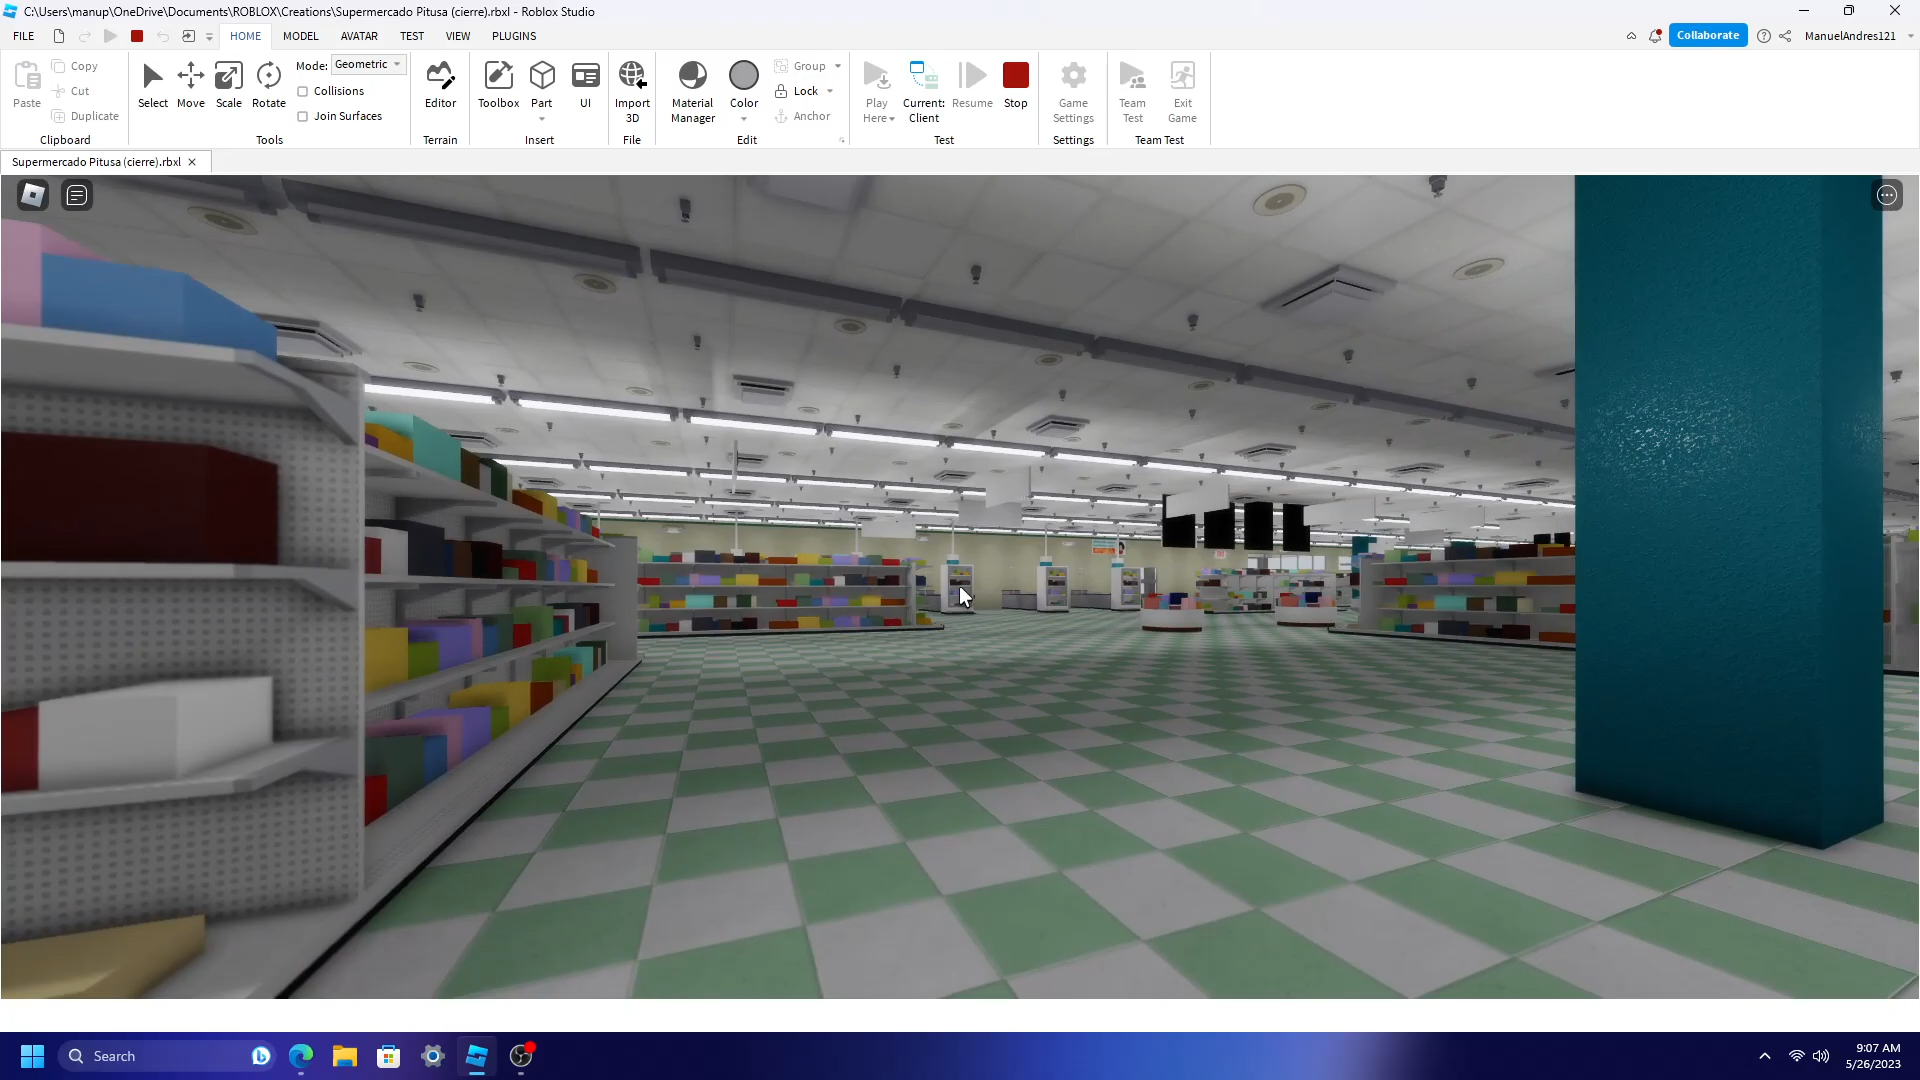 C:\Users\manup\OneDrive\Documents\ROBLOX\Creations\Supermercado Pitusa (cierre).rbxl - Roblox Studio
FILE HOME MODEL AVATAR TEST VIEW PLUGINS Collaborate ManuelAndres121
Paste Copy Cut Duplicate
Clipboard
Select Move Scale Rotate Mode: Geometric Collisions Join Surfaces
Tools
Editor
Terrain
Toolbox Part UI
Insert
Import 3D
File
Material Manager Color Group Lock Anchor
Edit
Play Here Current: Client Resume Stop
Test
Game Settings
Settings
Team Test Exit Game
Team Test
Supermercado Pitusa (cierre).rbxl
Search
9:07 AM
5/26/2023